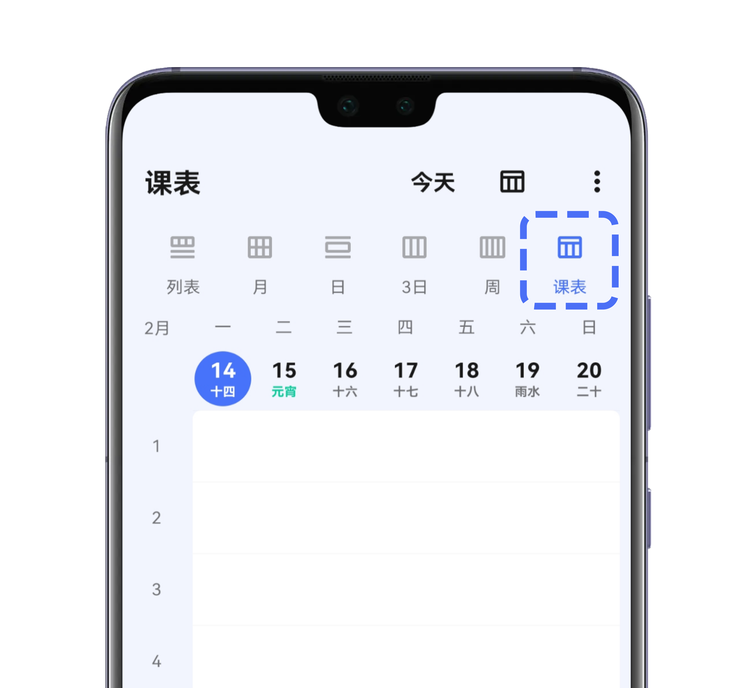 课表 今天
列表 月 日 3日 周 课表
2月 一 二 三 四 五 六 日
14 15 16 17 18 19 20
十四 元宵 十六 十七 十八 雨水 二十
1
2
3
4